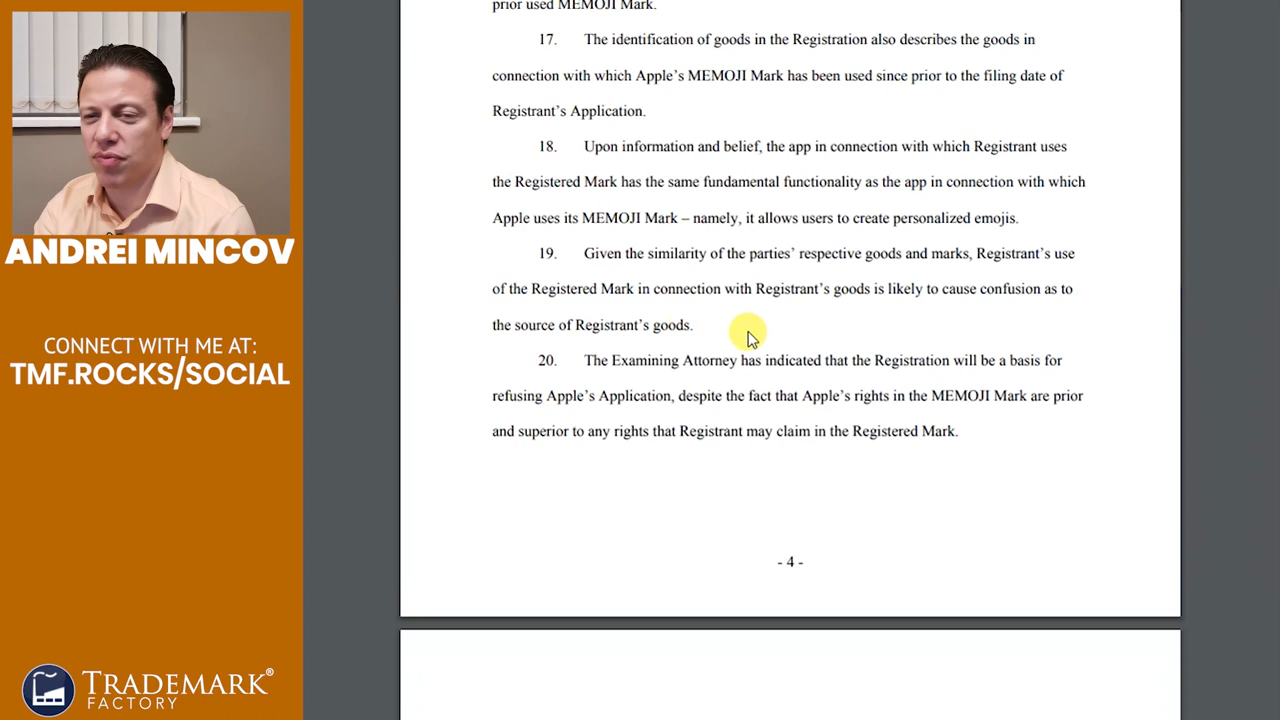 ANDREI MINCOV
CONNECT WITH ME AT:
TMF.ROCKS/SOCIAL
TRADEMARK®
FACTORY
prior used MEMOJI Mark.
17. The identification of goods in the Registration also describes the goods in
connection with which Apple's MEMOJI Mark has been used since prior to the filing date of
Registrant's Application.
18. Upon information and belief, the app in connection with which Registrant uses
the Registered Mark has the same fundamental functionality as the app in connection with which
Apple uses its MEMOJI Mark – namely, it allows users to create personalized emojis.
19. Given the similarity of the parties' respective goods and marks, Registrant's use
of the Registered Mark in connection with Registrant's goods is likely to cause confusion as to
the source of Registrant's goods.
20. The Examining Attorney has indicated that the Registration will be a basis for
refusing Apple's Application, despite the fact that Apple's rights in the MEMOJI Mark are prior
and superior to any rights that Registrant may claim in the Registered Mark.
- 4 -